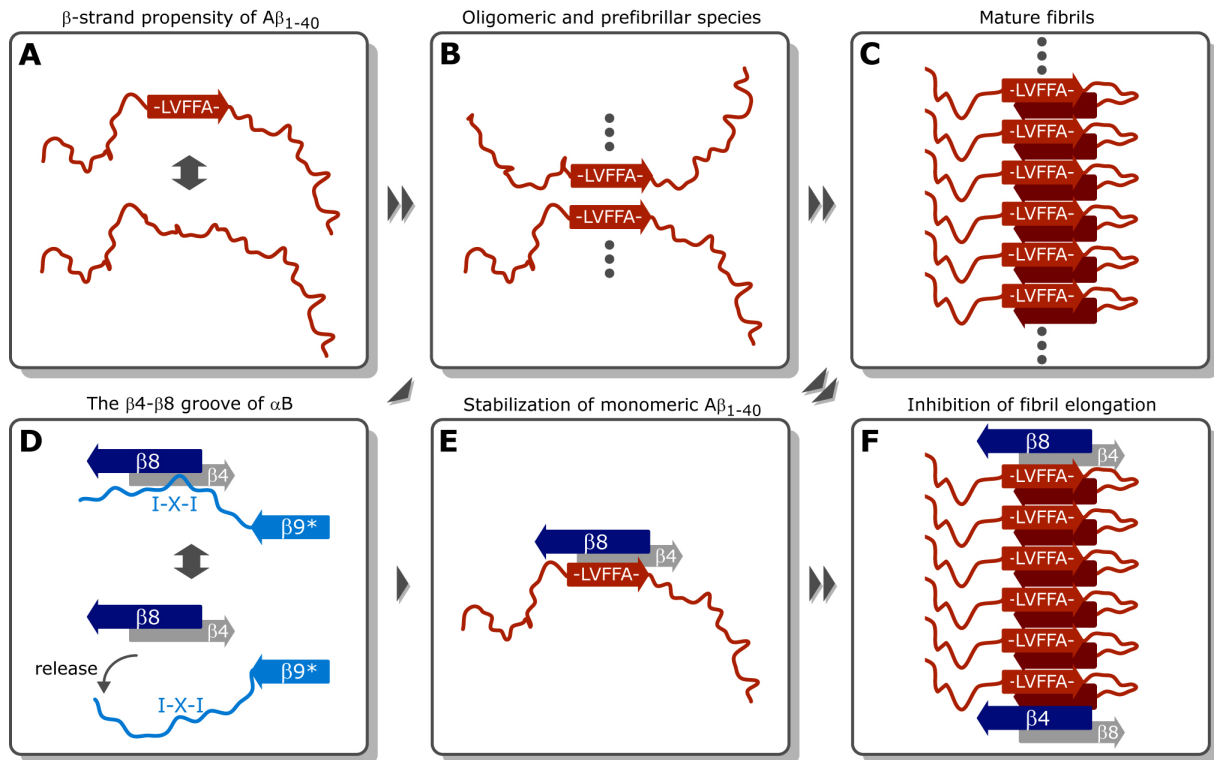 β-strand propensity of Aβ1-40
Oligomeric and prefibrillar species
Mature fibrils
A
-LVFFA-
B
-LVFFA-
-LVFFA-
C
-LVFFA-
-LVFFA-
-LVFFA-
-LVFFA-
-LVFFA-
-LVFFA-
The β4-β8 groove of αB
Stabilization of monomeric Aβ1-40
Inhibition of fibril elongation
D
β8
β4
I-X-I
β9*
β8
β4
release
β9*
I-X-I
E
β8
β4
-LVFFA-
F
β8
β4
-LVFFA-
-LVFFA-
-LVFFA-
-LVFFA-
-LVFFA-
-LVFFA-
β4
β8